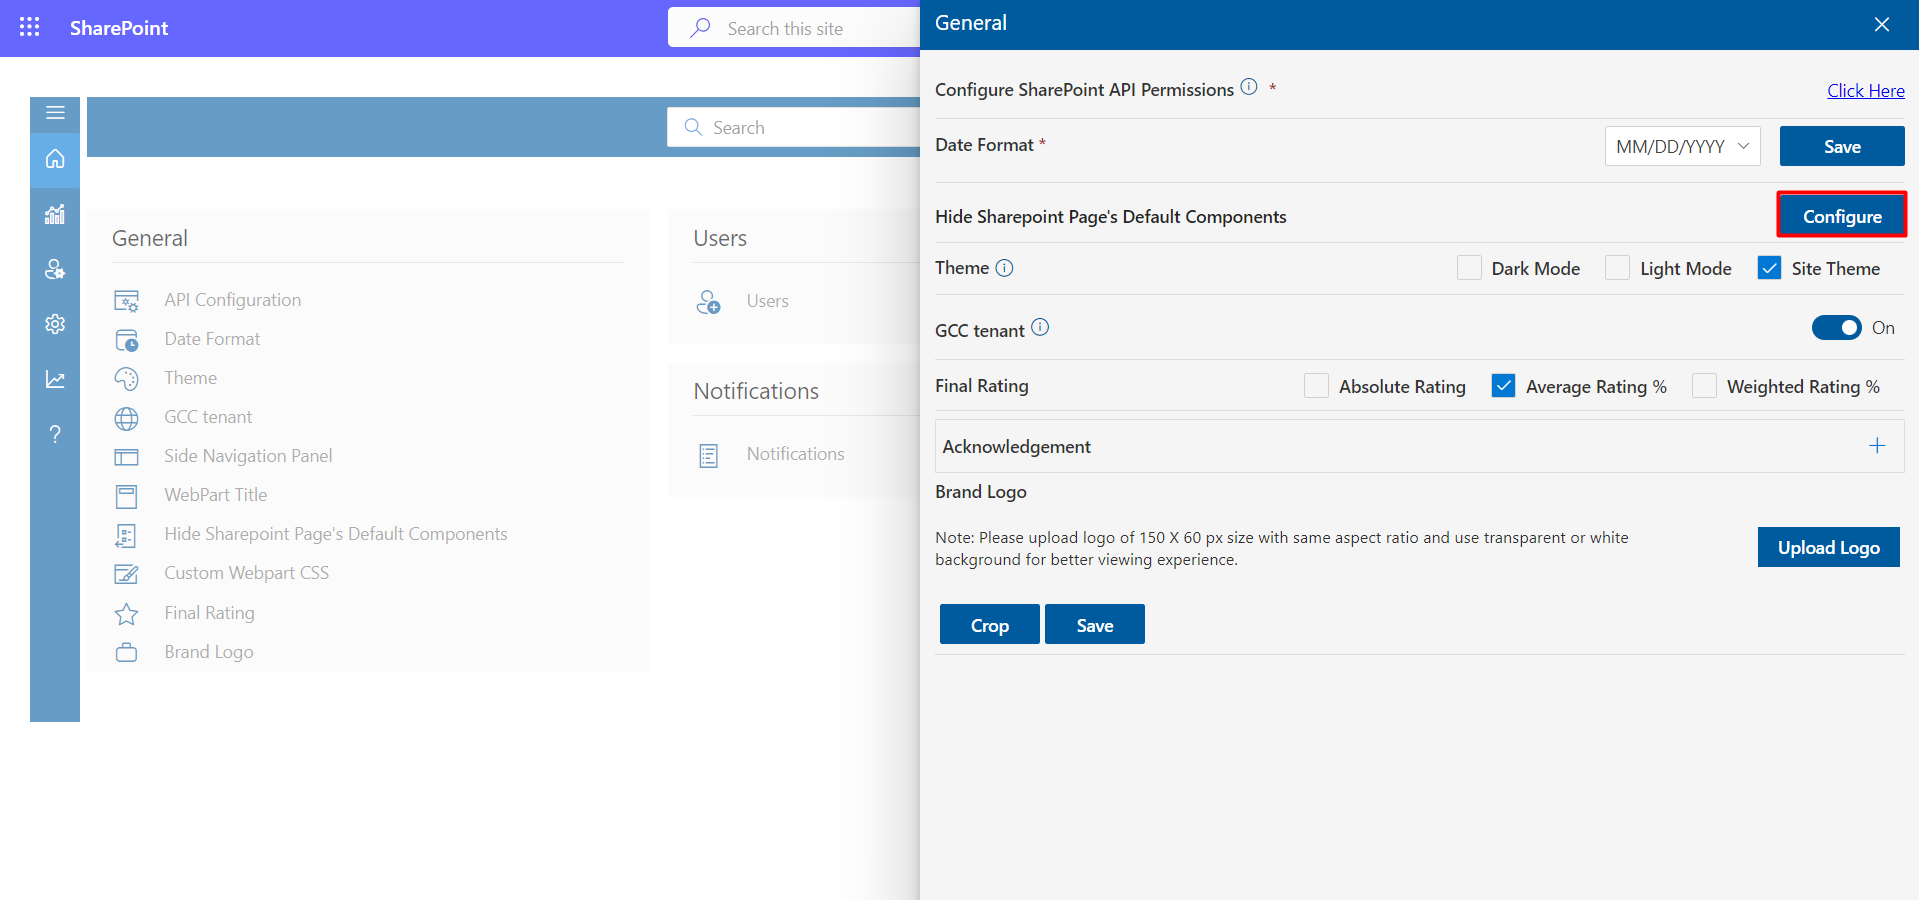 SharePoint
Search this site
Search
General
API Configuration
Date Format
Theme
GCC tenant
Side Navigation Panel
WebPart Title
Hide Sharepoint Page's Default Components
Custom Webpart CSS
Final Rating
Brand Logo
Users
Users
Notifications
Notifications
General
Configure SharePoint API Permissions *
Click Here
Date Format *
MM/DD/YYYY
Save
Hide Sharepoint Page's Default Components
Configure
Theme
Dark Mode
Light Mode
Site Theme
GCC tenant
On
Final Rating
Absolute Rating
Average Rating %
Weighted Rating %
Acknowledgement
Brand Logo
Note: Please upload logo of 150 X 60 px size with same aspect ratio and use transparent or white
background for better viewing experience.
Upload Logo
Crop
Save